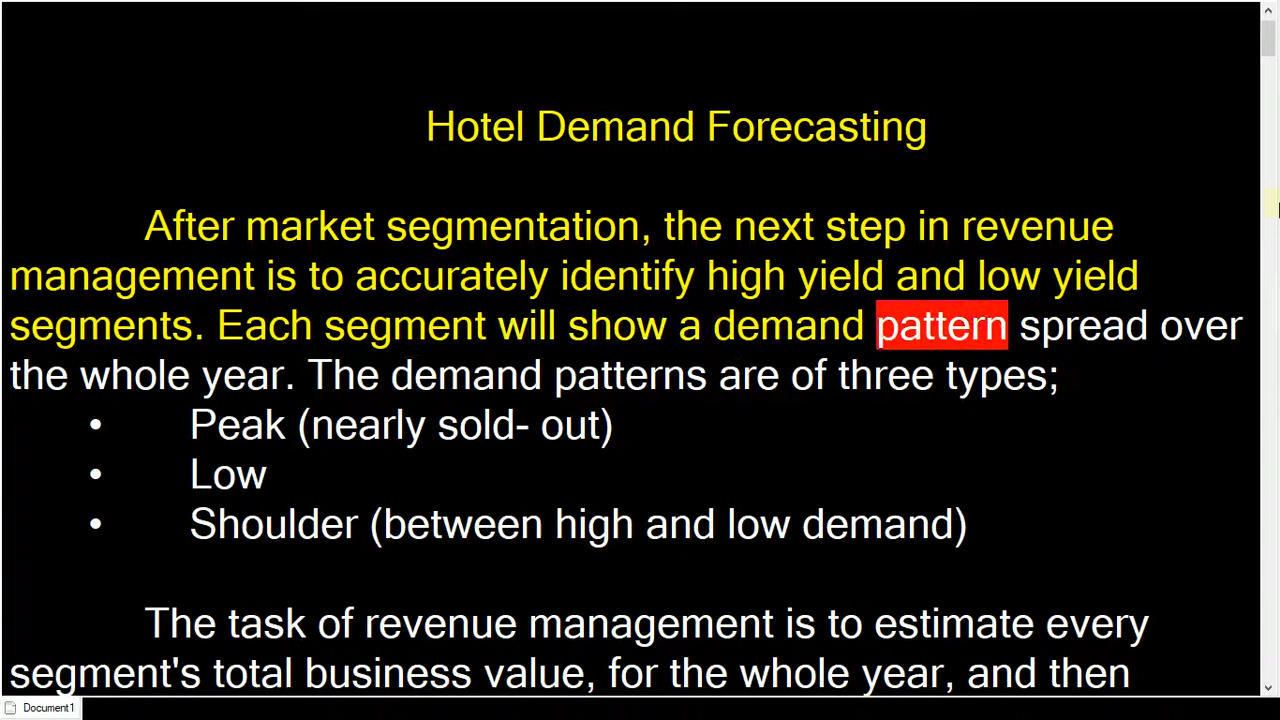 Hotel Demand Forecasting
After market segmentation, the next step in revenue
management is to accurately identify high yield and low yield
segments. Each segment will show a demand pattern spread over
the whole year. The demand patterns are of three types;
• Peak (nearly sold- out)
• Low
• Shoulder (between high and low demand)
The task of revenue management is to estimate every
segment's total business value, for the whole year, and then
Document1